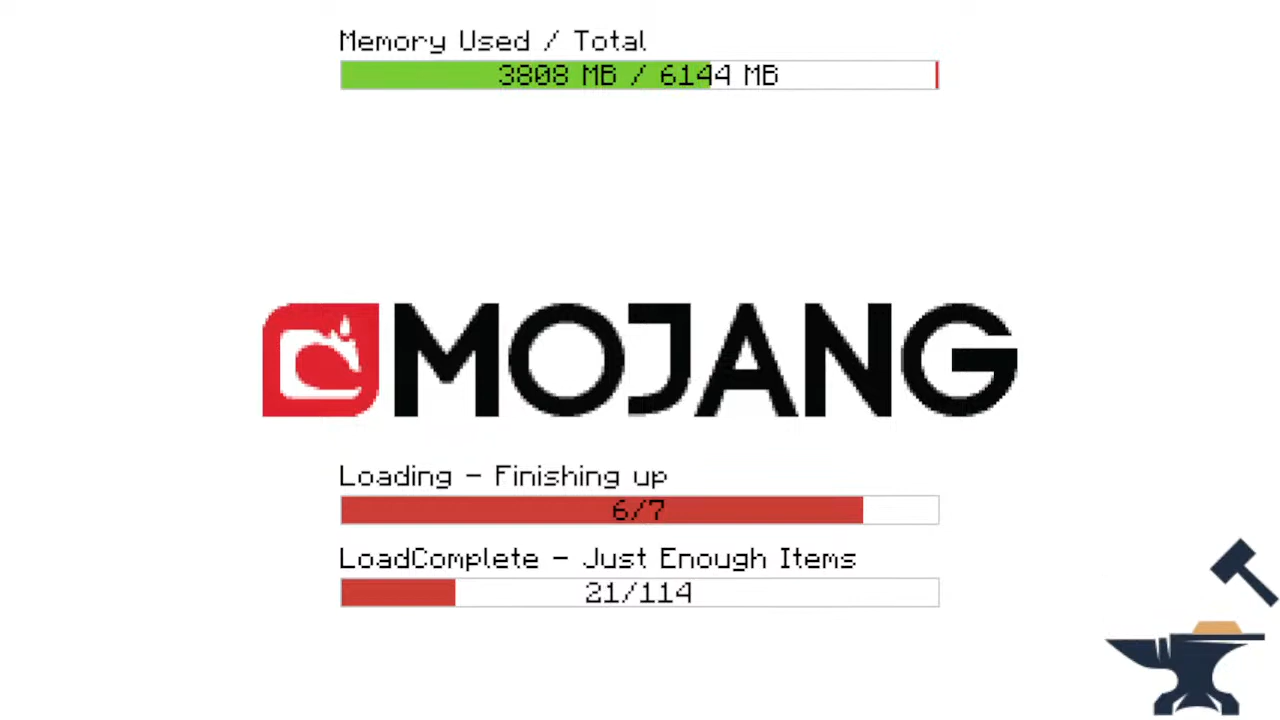 Memory Used / Total
3808 MB / 6144 MB
MOJANG
Loading - Finishing up
6/7
LoadComplete - Just Enough Items
21/114